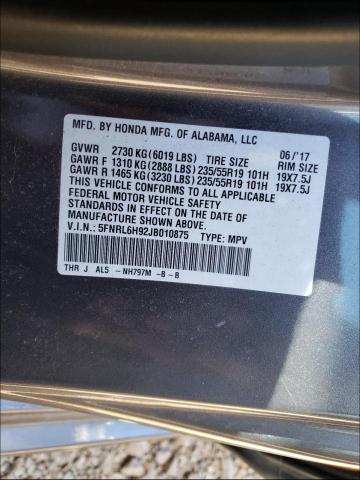 MFD. BY HONDA MFG. OF ALABAMA, LLC
06/'17
GVWR 2730 KG(6019 LBS) TIRE SIZE RIM SIZE
GAWR F 1310 KG(2888 LBS)235/55R19 101H 19X7.5J
GAWR R 1465 KG(3230 LBS)235/55R19 101H 19X7.5J
THIS VEHICLE CONFORMS TO ALL APPLICABLE
FEDERAL MOTOR VEHICLE SAFETY
STANDARDS IN EFFECT ON THE DATE OF
MANUFACTURE SHOWN ABOVE.
V.I.N.: 5FNRL6H92JB010875 TYPE: MPV
THR J AL5 -NH797M -B-B